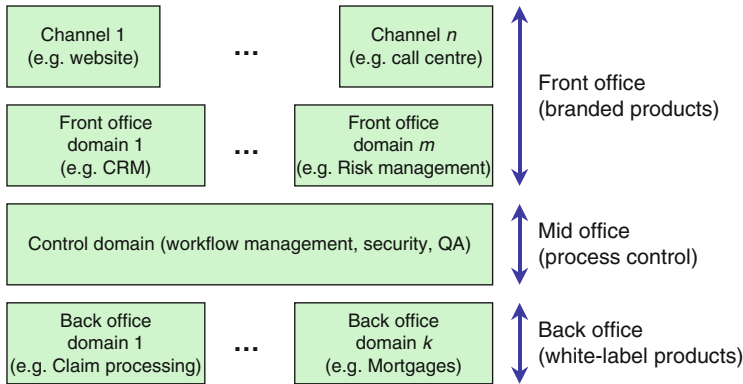 Channel 1
(e.g. website)
...
Channel n
(e.g. call centre)
Front office
(branded products)
Front office
domain 1
(e.g. CRM)
...
Front office
domain m
(e.g. Risk management)
Control domain (workflow management, security, QA)
Mid office
(process control)
Back office
domain 1
(e.g. Claim processing)
...
Back office
domain k
(e.g. Mortgages)
Back office
(white-label products)